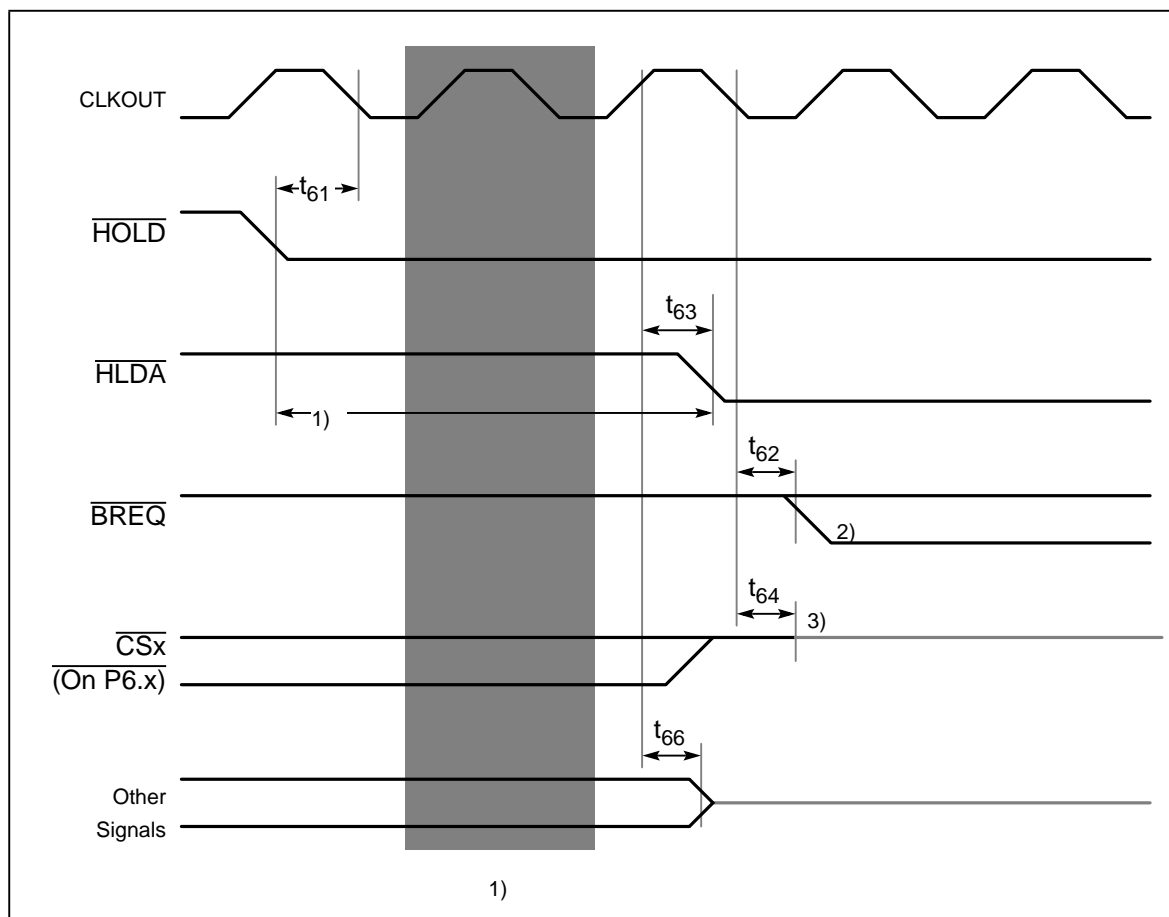 CLKOUT
t61
HOLD
t63
HLDA
1)
t62
BREQ
2)
t64
3)
CSx
(On P6.x)
t66
Other
Signals
1)